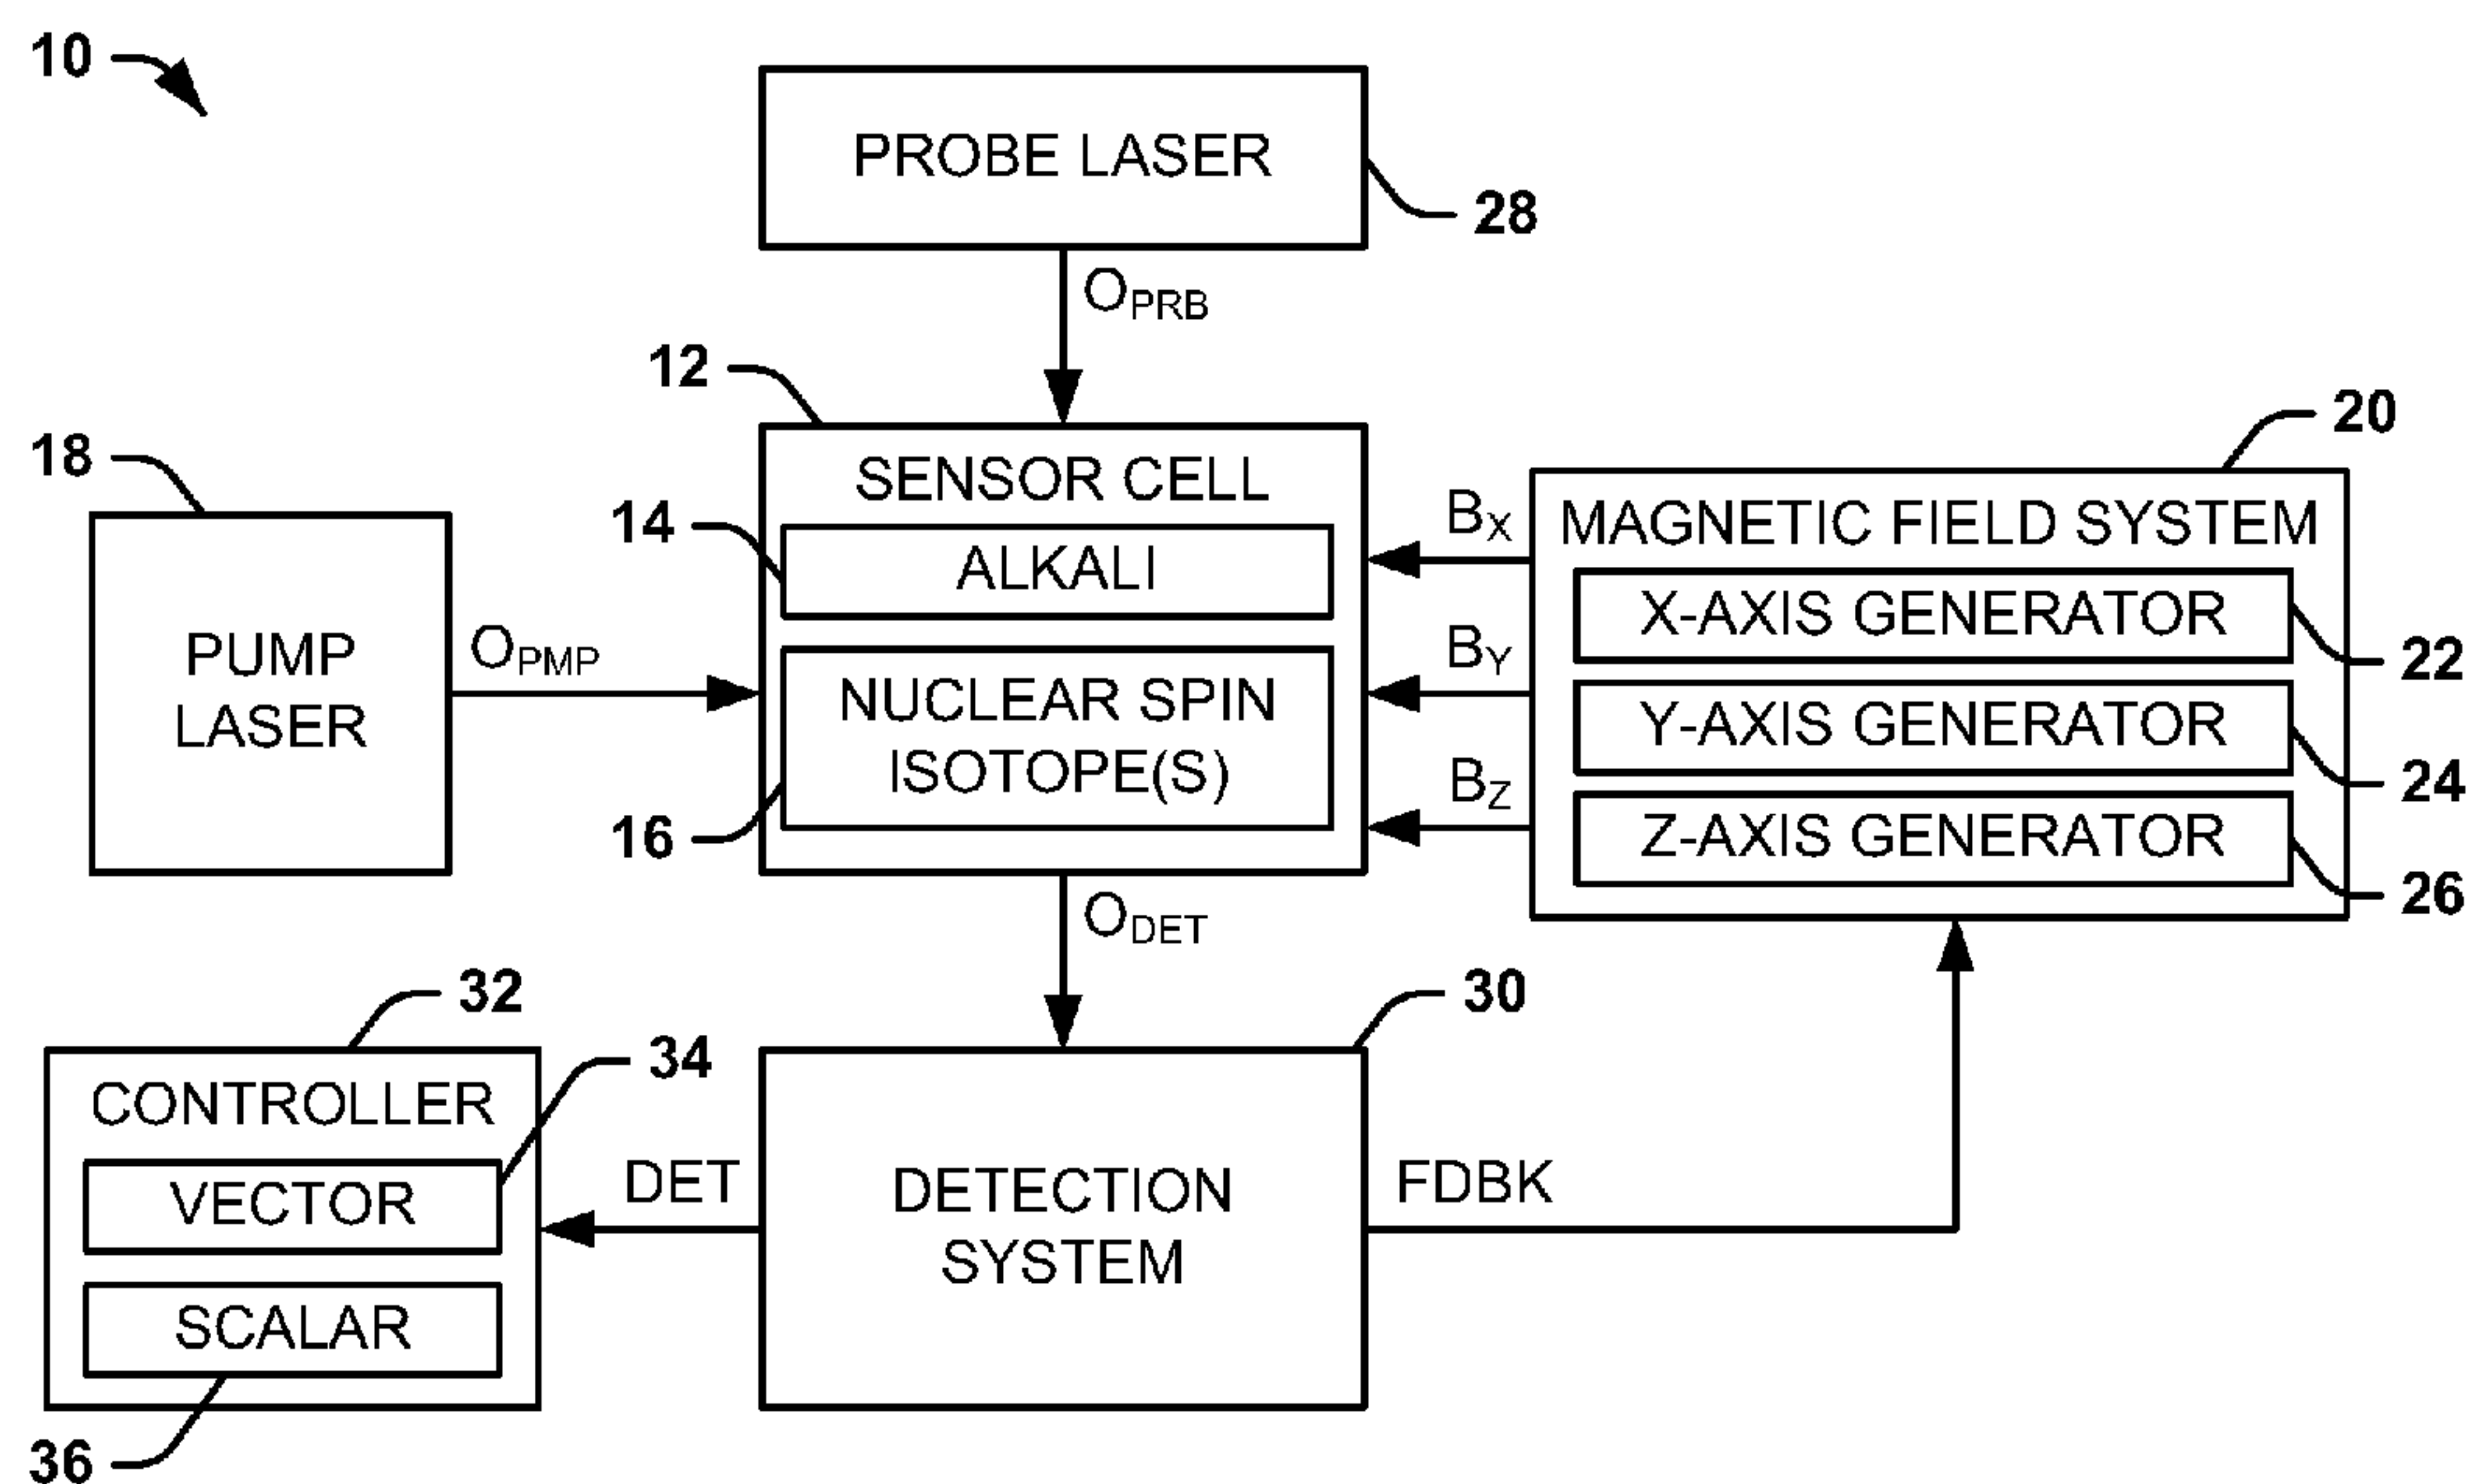 10
PROBE LASER
28
OPRB
12
18
20
SENSOR CELL
14
ALKALI
BX
MAGNETIC FIELD SYSTEM
X-AXIS GENERATOR
22
PUMP
LASER
OPMP
NUCLEAR SPIN
ISOTOPE(S)
16
BY
Y-AXIS GENERATOR
24
BZ
Z-AXIS GENERATOR
26
ODET
32
30
34
CONTROLLER
VECTOR
SCALAR
36
DET
DETECTION
SYSTEM
FDBK